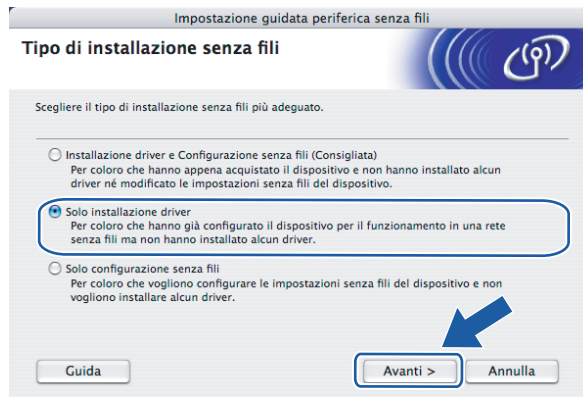 Impostazione guidata periferica senza fili
Tipo di installazione senza fili
Scegliere il tipo di installazione senza fili più adeguato.
Installazione driver e Configurazione senza fili (Consigliata)
Per coloro che hanno appena acquistato il dispositivo e non hanno installato alcun
driver né modificato le impostazioni senza fili del dispositivo.
Solo installazione driver
Per coloro che hanno già configurato il dispositivo per il funzionamento in una rete
senza fili ma non hanno installato alcun driver.
Solo configurazione senza fili
Per coloro che vogliono configurare le impostazioni senza fili del dispositivo e non
vogliono installare alcun driver.
Guida
Avanti >
Annulla